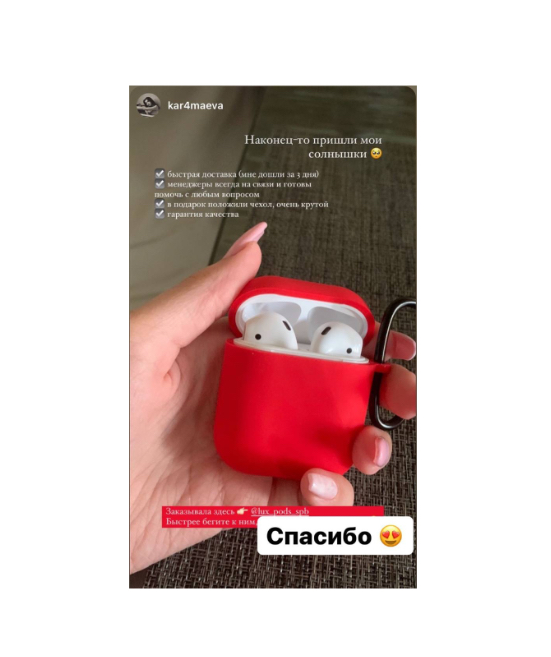 kar4maeva
Наконец-то пришли мои
солнышки 🥺
☑️ быстрая доставка (мне дошли за 3 дня)
☑️ менеджеры всегда на связи и готовы
помочь с любым вопросом
☑️ в подарок положили чехол, очень крутой
☑️ гарантия качества
Заказывала здесь 👉 @lux_pods_spb
Быстрее бегите к ним,
Спасибо 😍